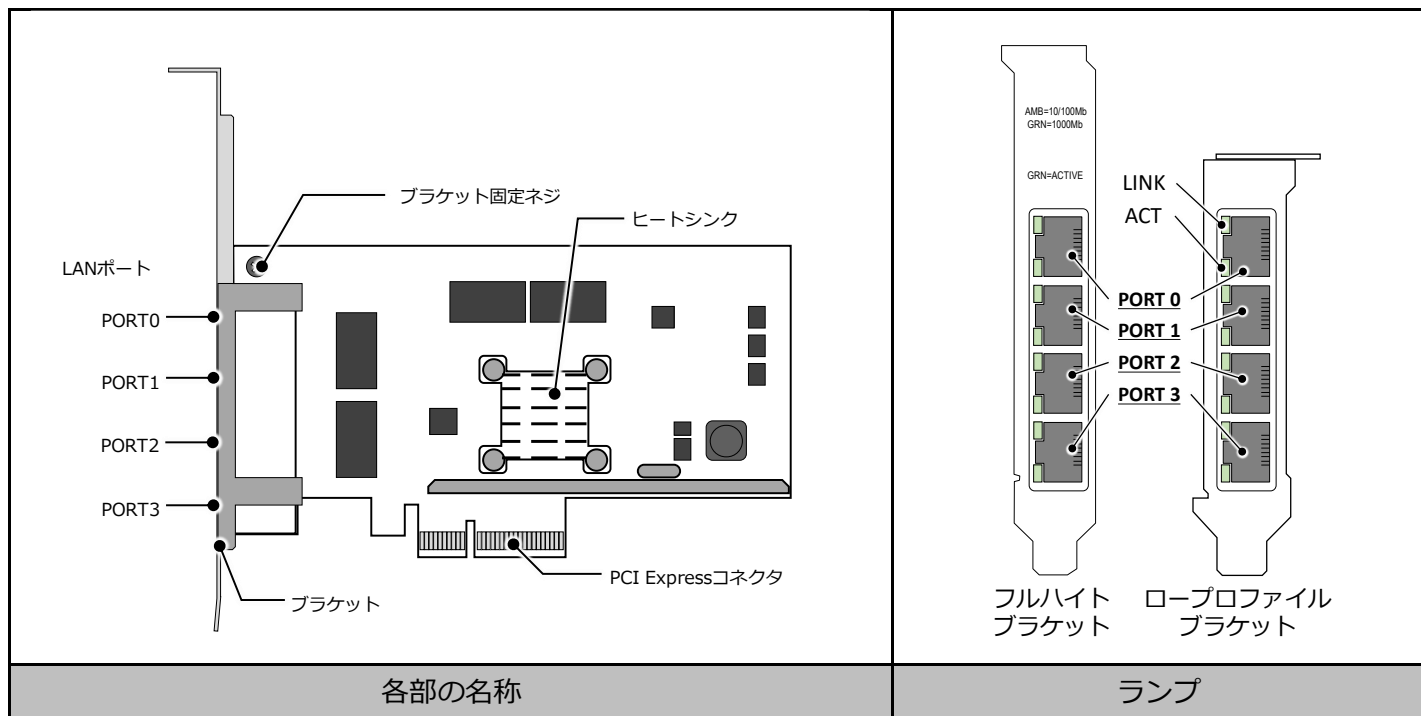 ブラケット固定ネジ
ヒートシンク
LANポート
PORT0
PORT1
PORT2
PORT3
PCI Expressコネクタ
ブラケット
各部の名称
AMB=10/100Mb
GRN=1000Mb
GRN=ACTIVE
LINK
ACT
PORT 0
PORT 1
PORT 2
PORT 3
フルハイト
ブラケット
ロープロファイル
ブラケット
ランプ